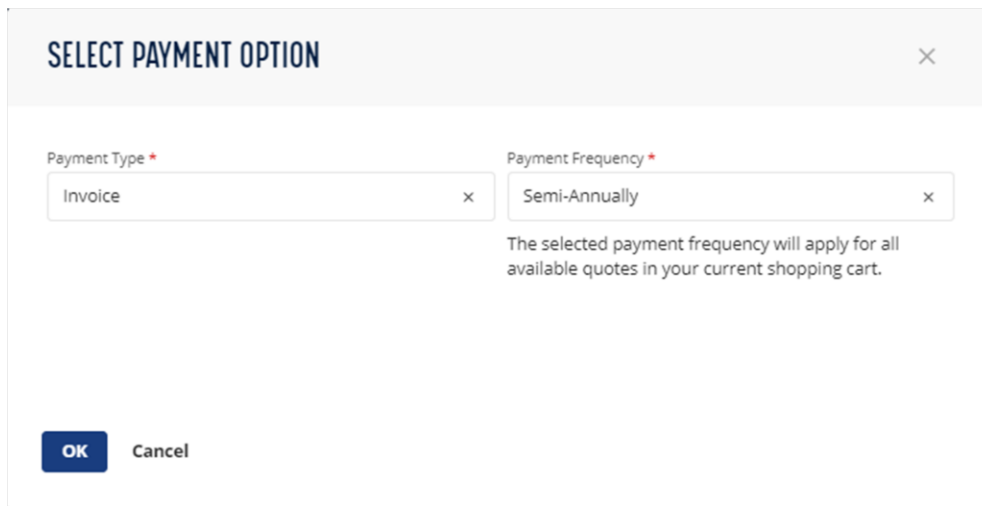 SELECT PAYMENT OPTION
Payment Type *
Payment Frequency *
Invoice
Semi-Annually
The selected payment frequency will apply for all
available quotes in your current shopping cart.
OK
Cancel